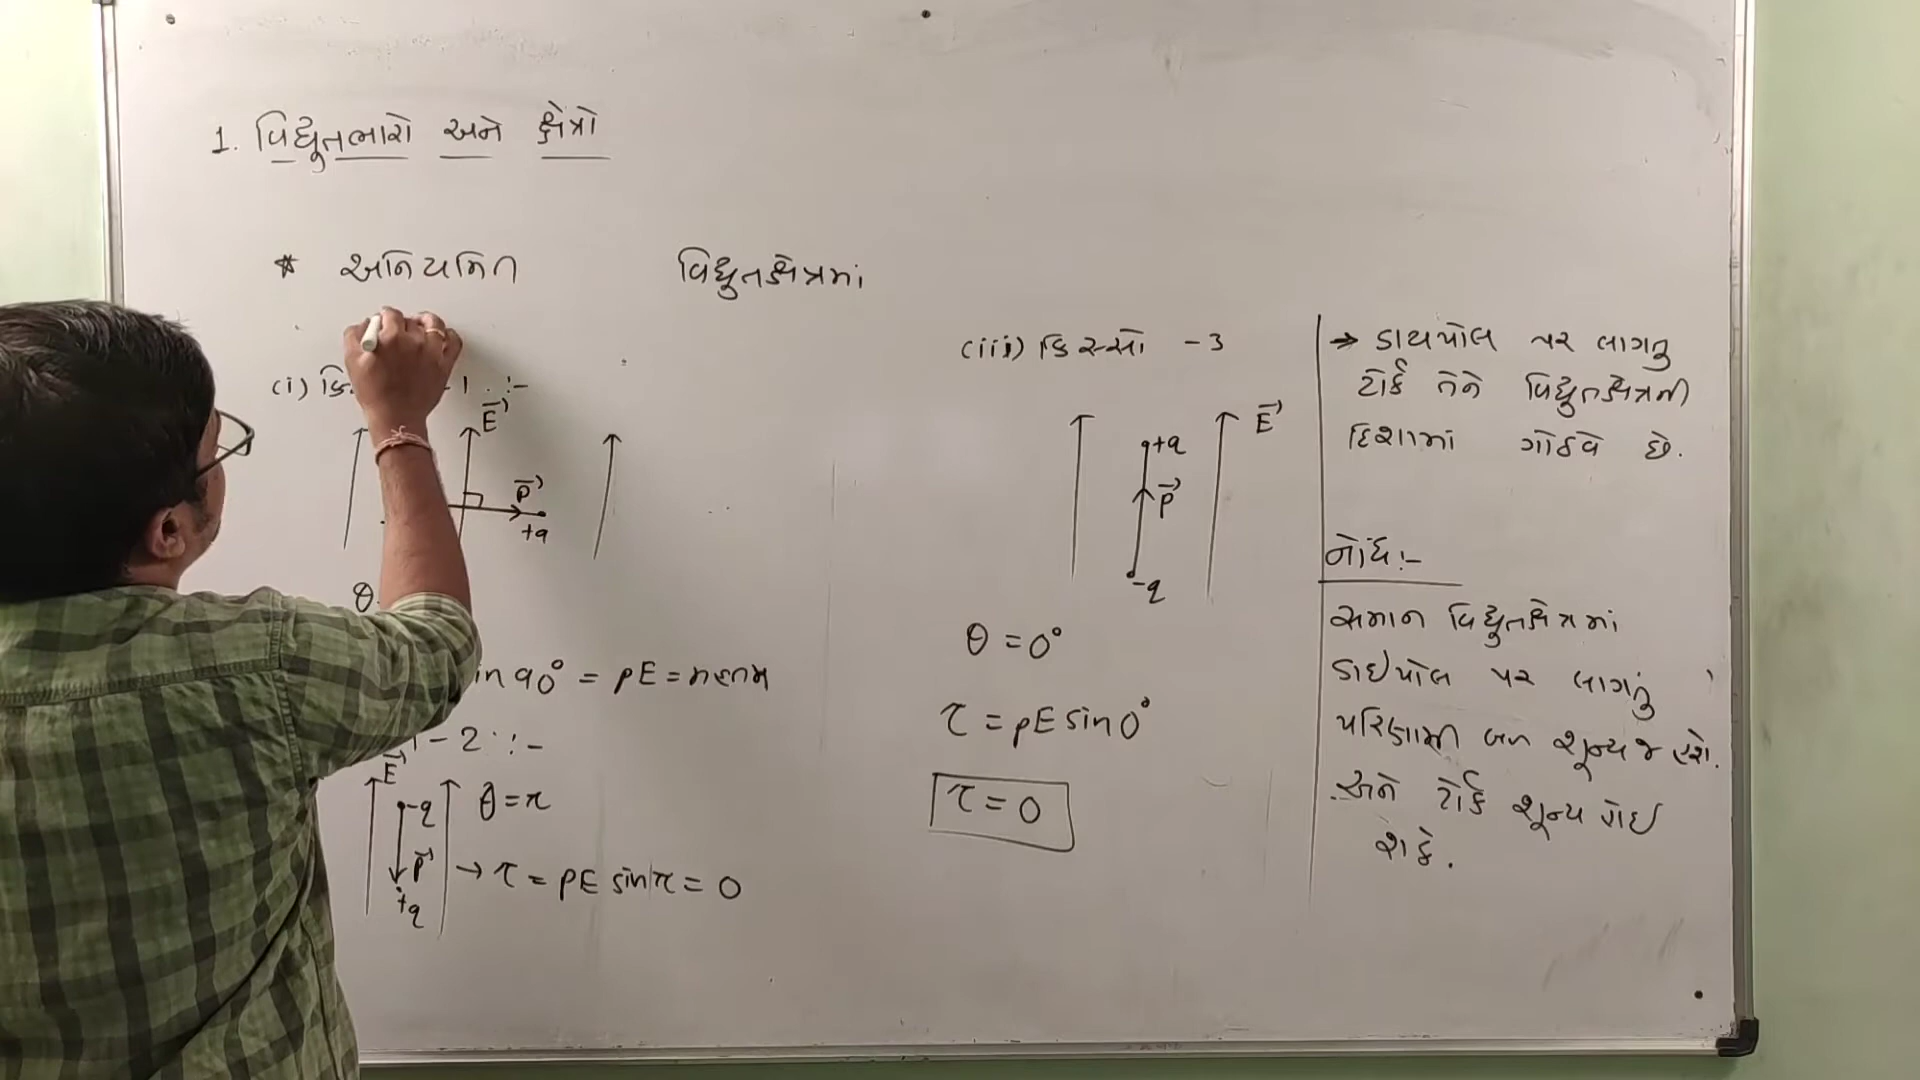 1. વિદ્યુતભારો અને ક્ષેત્રો
* અનિયમિત વિદ્યુતક્ષેત્રમાં
(i) કિ - 1 :-
E⃗
p⃗
+q
θ
in 90° = pE = મહત્તમ
- 2 :-
E⃗
-q
θ = π
p⃗
→ τ = pE sin π = 0
+q
(iii) કિસ્સો - 3
E⃗
+q
p⃗
-q
θ = 0°
τ = pE sin 0°
τ = 0
→ ડાયપોલ પર લાગતુ
ટોર્ક તેને વિદ્યુતક્ષેત્રની
દિશામાં ગોઠવે છે.
નોંધ :-
સમાન વિદ્યુતક્ષેત્રમાં
ડાઇપોલ પર લાગતું
પરિણામી બળ શૂન્ય જ હશે.
અને ટોર્ક શૂન્ય હોઇ
શકે.